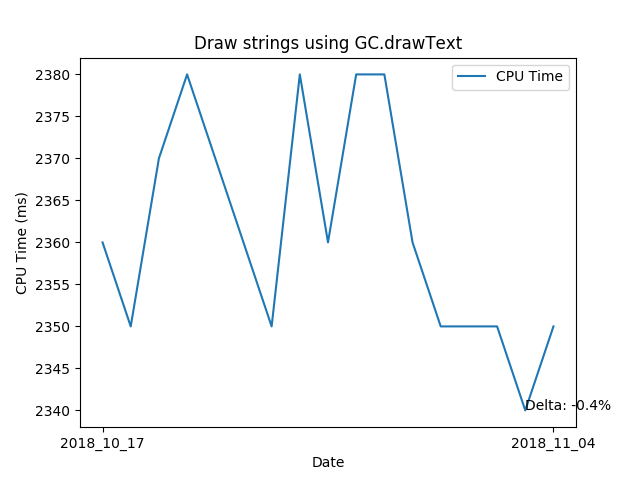 Draw strings using GC.drawText
CPU Time
CPU Time (ms)
2380
2375
2370
2365
2360
2355
2350
2345
2340
Delta: -0.4%
2018_10_17
2018_11_04
Date